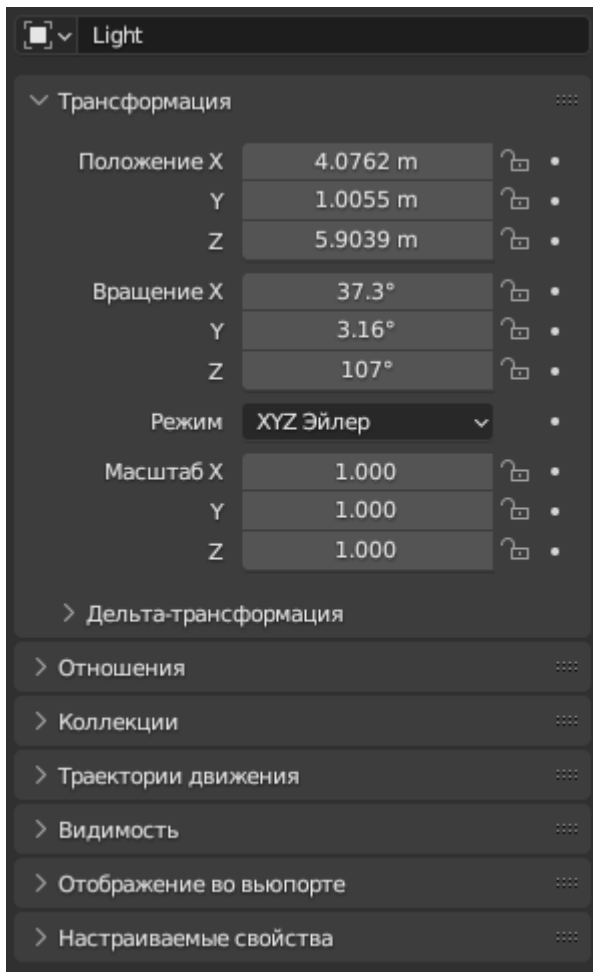 Light
Трансформация
Положение X 4.0762 m
Y 1.0055 m
Z 5.9039 m
Вращение X 37.3°
Y 3.16°
Z 107°
Режим XYZ Эйлер
Масштаб X 1.000
Y 1.000
Z 1.000
Дельта-трансформация
Отношения
Коллекции
Траектории движения
Видимость
Отображение во вьюпорте
Настраиваемые свойства